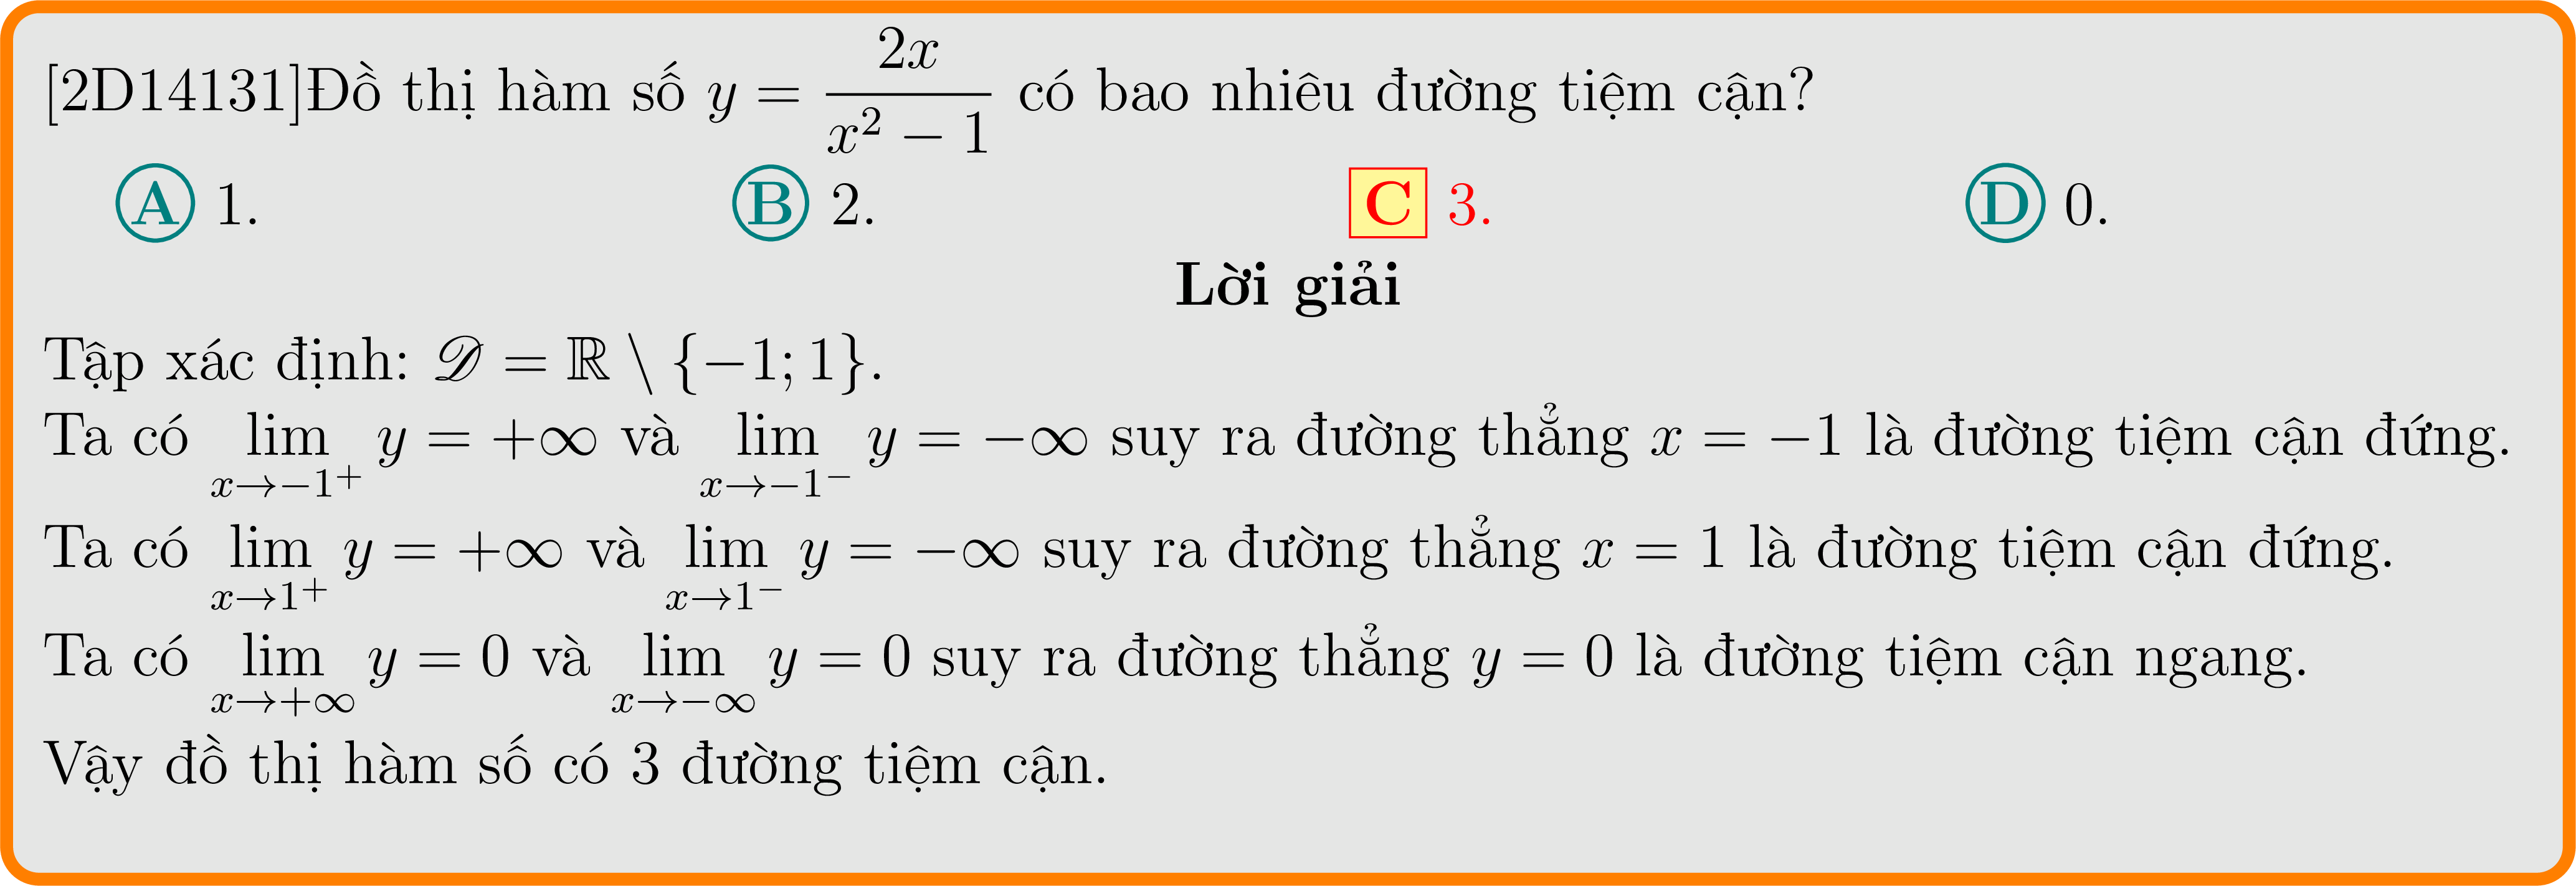 [2D14131]Đồ thị hàm số $y = \dfrac{2x}{x^2 - 1}$ có bao nhiêu đường tiệm cận?
A 1. B 2. C 3. D 0.
Lời giải
Tập xác định: $\mathscr{D} = \mathbb{R} \setminus \{-1; 1\}$.
Ta có $\lim\limits_{x \to -1^+} y = +\infty$ và $\lim\limits_{x \to -1^-} y = -\infty$ suy ra đường thẳng $x = -1$ là đường tiệm cận đứng.
Ta có $\lim\limits_{x \to 1^+} y = +\infty$ và $\lim\limits_{x \to 1^-} y = -\infty$ suy ra đường thẳng $x = 1$ là đường tiệm cận đứng.
Ta có $\lim\limits_{x \to +\infty} y = 0$ và $\lim\limits_{x \to -\infty} y = 0$ suy ra đường thẳng $y = 0$ là đường tiệm cận ngang.
Vậy đồ thị hàm số có 3 đường tiệm cận.